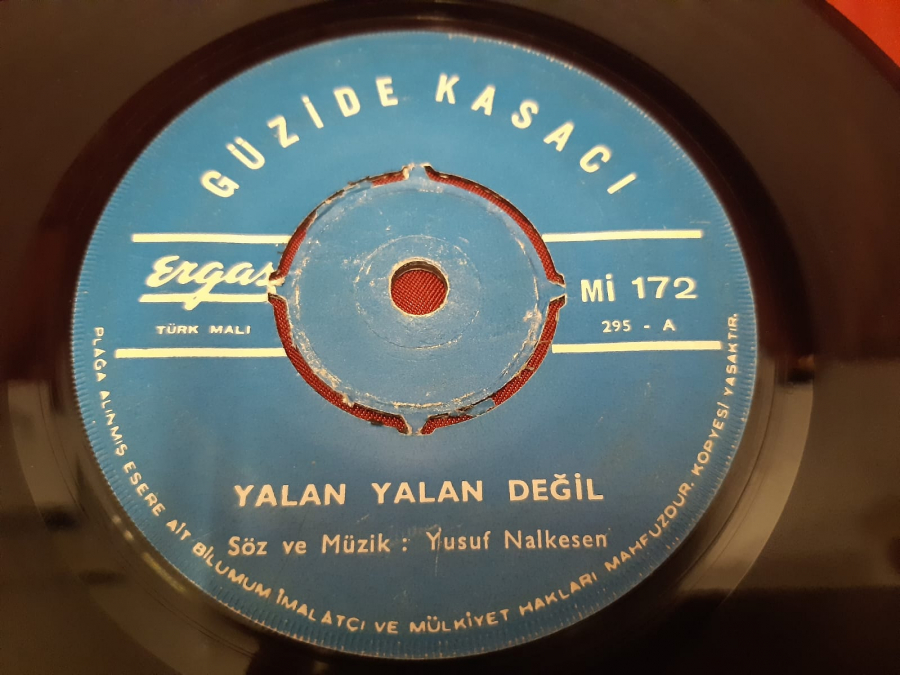 GÜZİDE KASACI
Ergas
Mİ 172
TÜRK MALI
295 - A
YALAN YALAN DEĞİL
Söz ve Müzik : Yusuf Nalkesen
PLAĞA ALINMIŞ ESERE AİT BİLUMUM İMALATÇI VE MÜLKİYET HAKLARI MAHFUZDUR. KOPYESİ YASAKTIR.